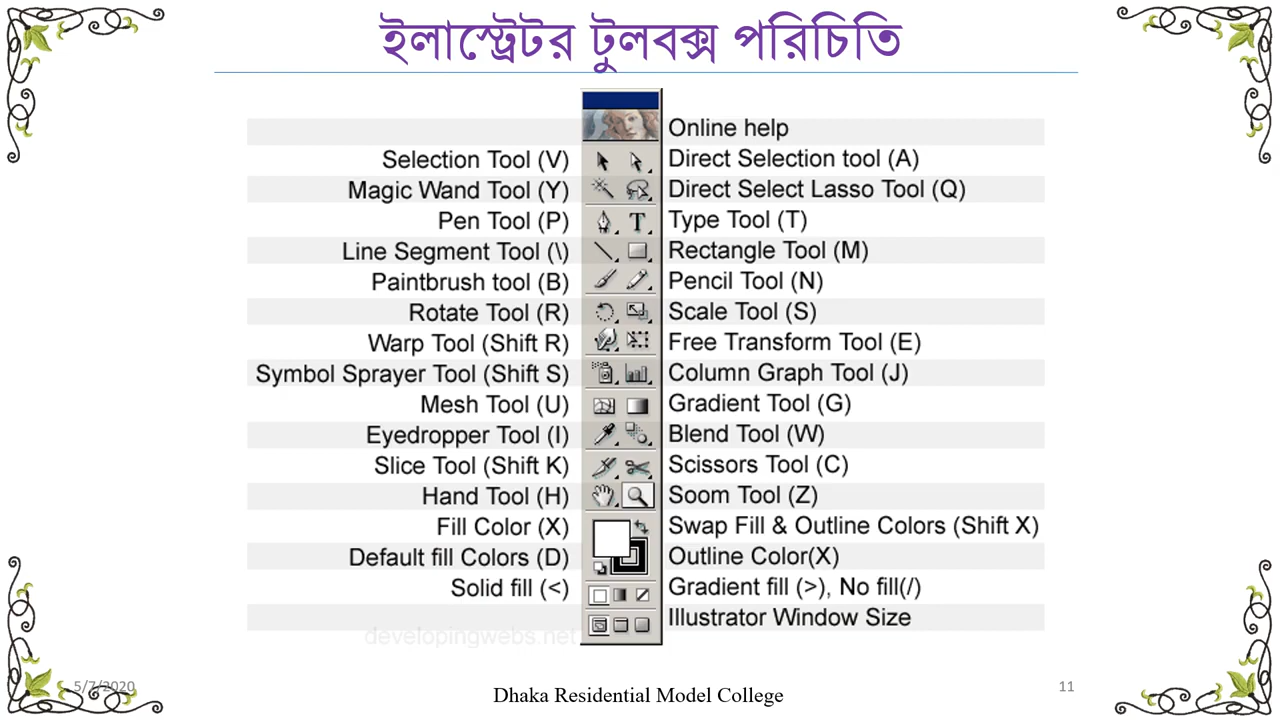 ইলাস্ট্রেটর টুলবক্স পরিচিতি
Online help
Selection Tool (V) Direct Selection tool (A)
Magic Wand Tool (Y) Direct Select Lasso Tool (Q)
Pen Tool (P) Type Tool (T)
Line Segment Tool (\) Rectangle Tool (M)
Paintbrush tool (B) Pencil Tool (N)
Rotate Tool (R) Scale Tool (S)
Warp Tool (Shift R) Free Transform Tool (E)
Symbol Sprayer Tool (Shift S) Column Graph Tool (J)
Mesh Tool (U) Gradient Tool (G)
Eyedropper Tool (I) Blend Tool (W)
Slice Tool (Shift K) Scissors Tool (C)
Hand Tool (H) Soom Tool (Z)
Fill Color (X) Swap Fill & Outline Colors (Shift X)
Default fill Colors (D) Outline Color(X)
Solid fill (<) Gradient fill (>), No fill(/)
Illustrator Window Size
developingwebs.net
5/7/2020 Dhaka Residential Model College 11